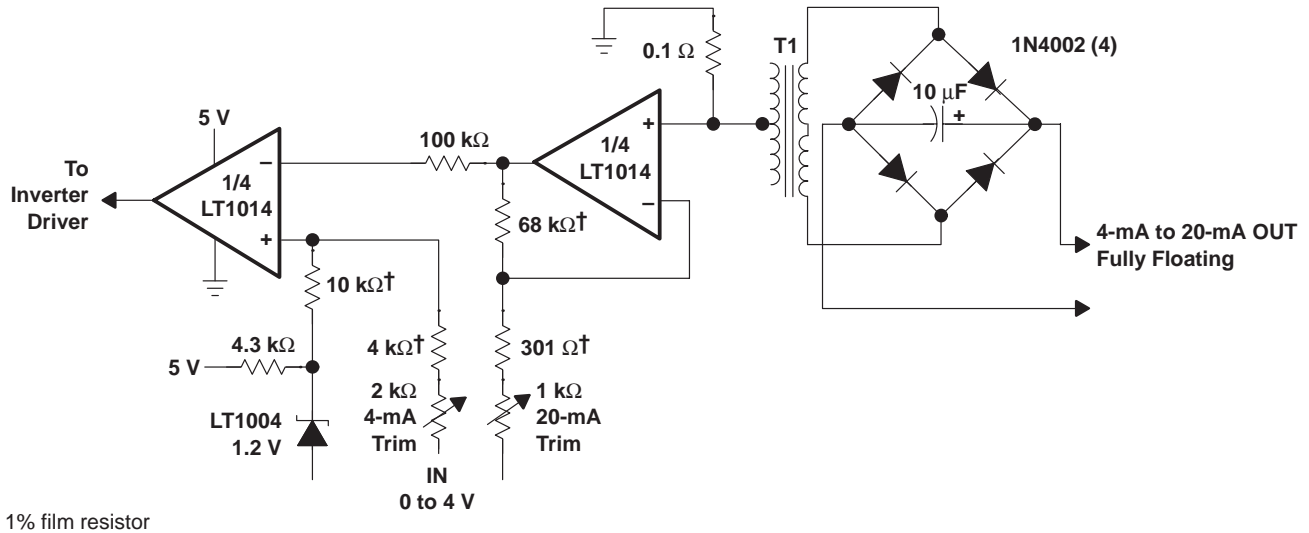 T1
1N4002 (4)
0.1 Ω
10 μF
+
5 V
100 kΩ
+
1/4
LT1014
−
To
Inverter
Driver
−
1/4
LT1014
+
68 kΩ†
4-mA to 20-mA OUT
Fully Floating
10 kΩ†
4.3 kΩ
5 V
4 kΩ†
301 Ω†
2 kΩ
4-mA
Trim
1 kΩ
20-mA
Trim
LT1004
1.2 V
IN
0 to 4 V
1% film resistor